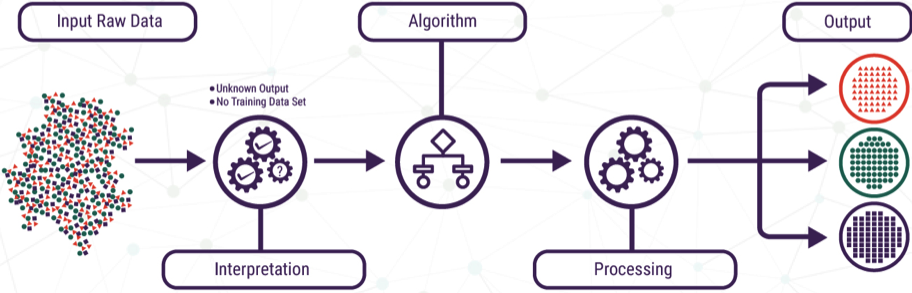 Input Raw Data
Algorithm
Output
• Unknown Output
• No Training Data Set
?
Interpretation
Processing